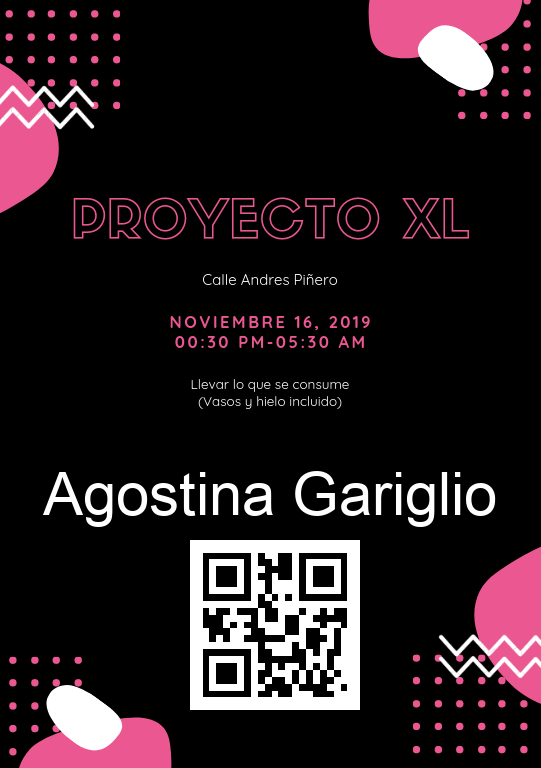 PROYECTO XL
Calle Andres Piñero
NOVIEMBRE 16, 2019
00:30 PM-05:30 AM
Llevar lo que se consume
(Vasos y hielo incluido)
Agostina Gariglio